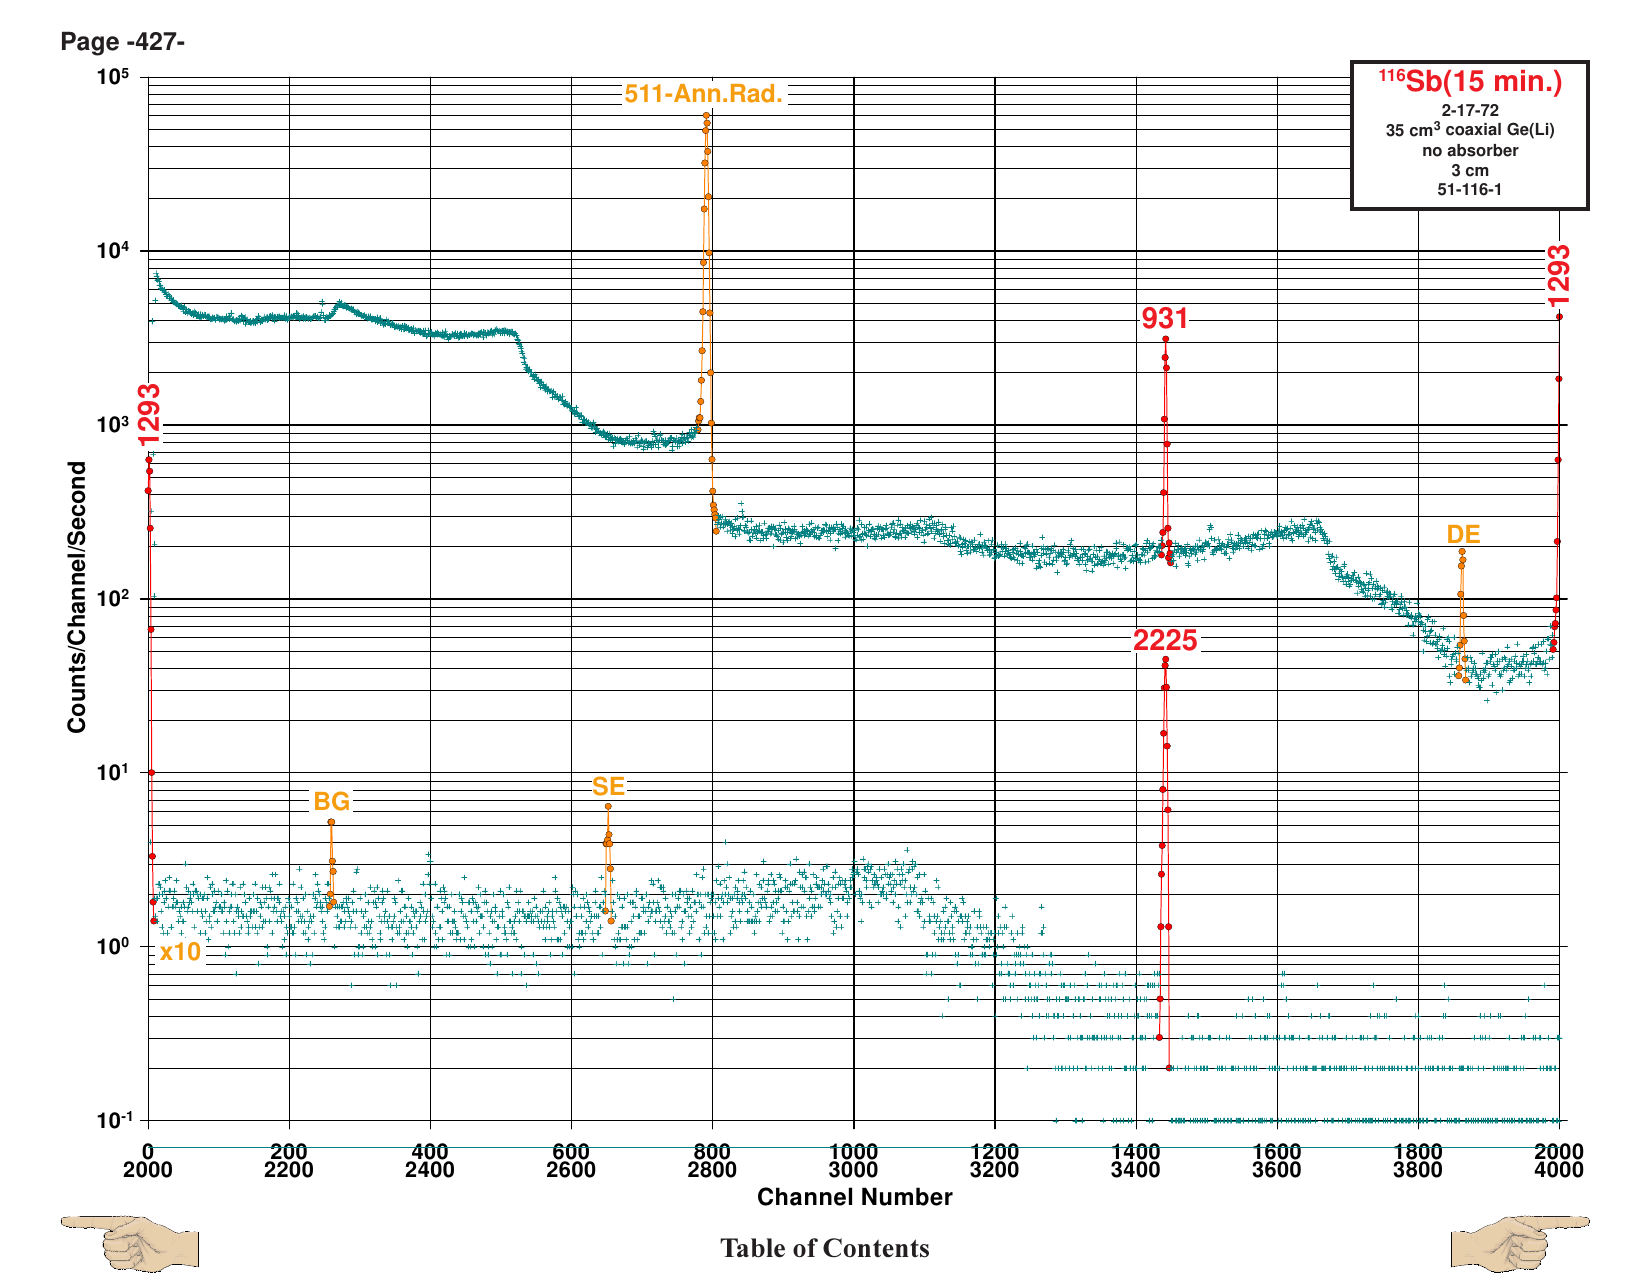 Page -427-
10⁵
511-Ann.Rad.
¹¹⁶Sb(15 min.)
2-17-72
35 cm³ coaxial Ge(Li)
no absorber
3 cm
51-116-1
10⁴
1293
931
1293
10³
Counts/Channel/Second
DE
10²
2225
10¹
BG
SE
10⁰
x10
10⁻¹
0 200 400 600 800 1000 1200 1400 1600 1800 2000
2000 2200 2400 2600 2800 3000 3200 3400 3600 3800 4000
Channel Number
Table of Contents